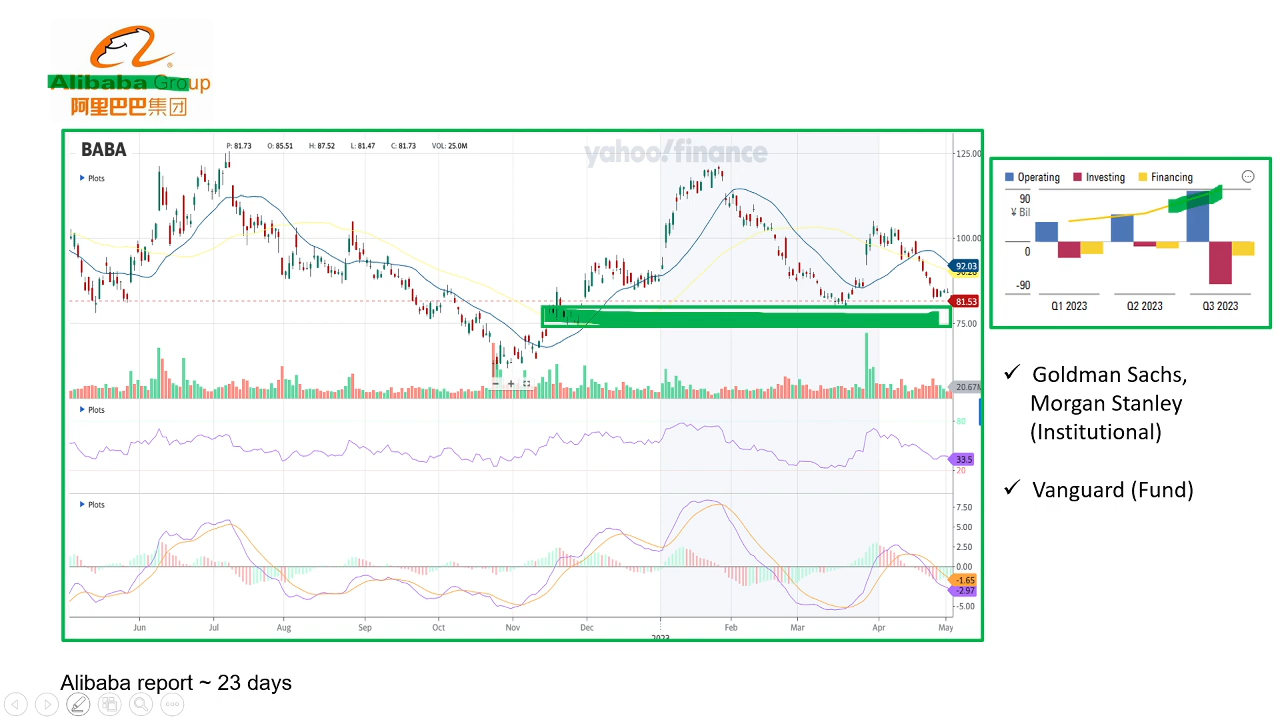 Alibaba Group
阿里巴巴集团
BABA
P: 81.73 O: 85.51 H: 87.52 L: 81.47 C: 81.73 VOL: 25.0M
yahoo!finance
Plots
125.00
100.00
92.03
81.53
75.00
20.67M
Plots
80
33.5
20
Plots
7.50
5.00
2.50
0.00
-1.65
-2.97
-5.00
Jun Jul Aug Sep Oct Nov Dec Feb Mar Apr May
2023
Operating Investing Financing
90
¥ Bil
0
-90
Q1 2023 Q2 2023 Q3 2023
✓ Goldman Sachs,
Morgan Stanley
(Institutional)
✓ Vanguard (Fund)
Alibaba report ~ 23 days